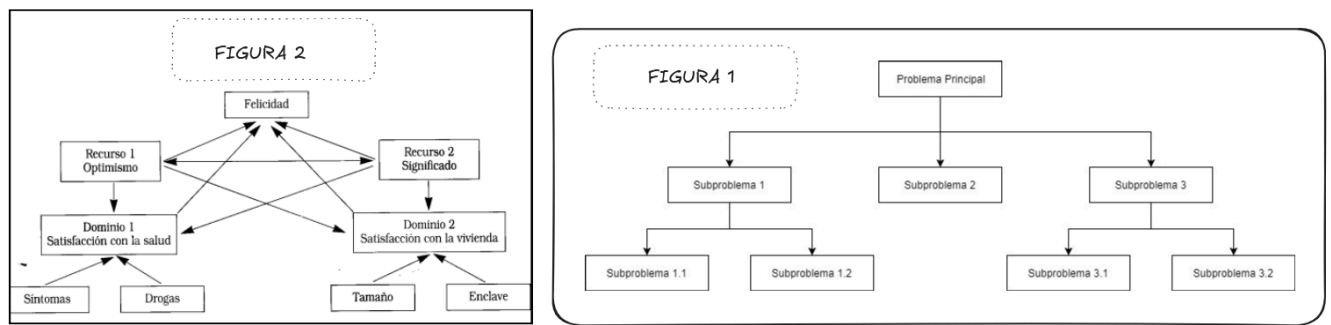 FIGURA 2
Felicidad
Recurso 1
Optimismo
Recurso 2
Significado
Dominio 1
Satisfacción con la salud
Dominio 2
Satisfacción con la vivienda
Síntomas
Drogas
Tamaño
Enclave
FIGURA 1
Problema Principal
Subproblema 1
Subproblema 2
Subproblema 3
Subproblema 1.1
Subproblema 1.2
Subproblema 3.1
Subproblema 3.2